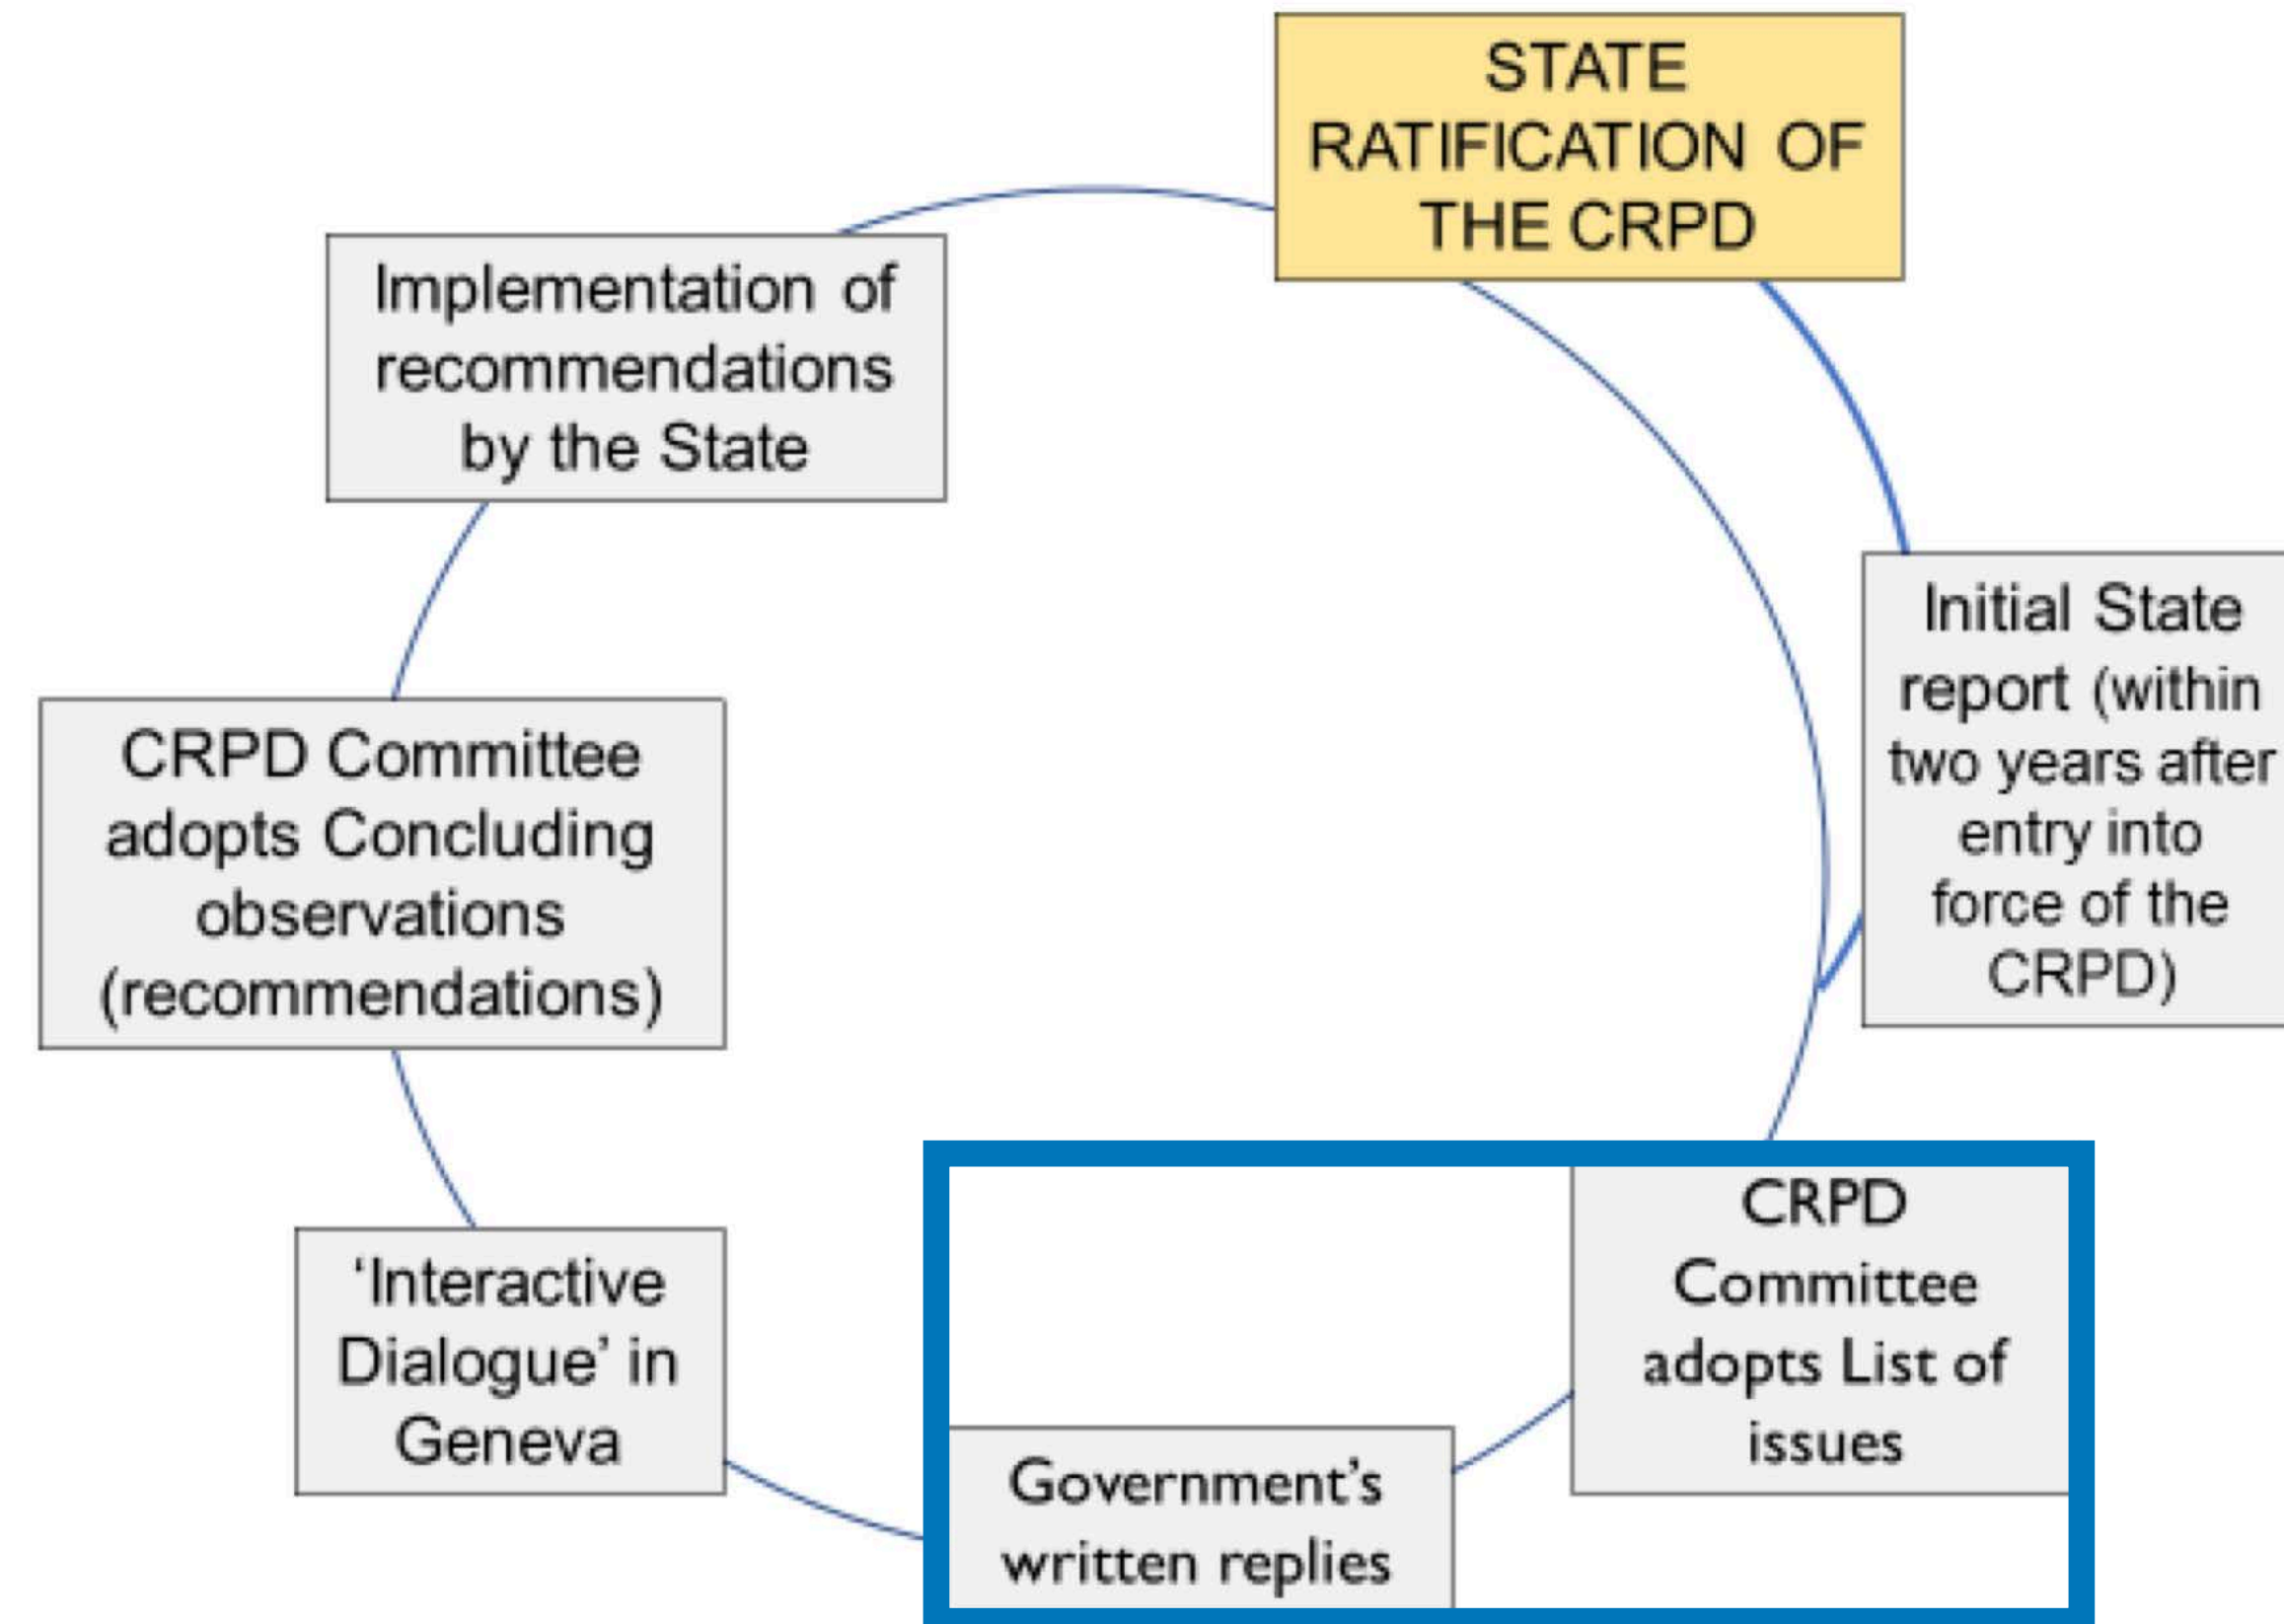 STATE
RATIFICATION OF
THE CRPD
Initial State
report (within
two years after
entry into
force of the
CRPD)
CRPD
Committee
adopts List of
issues
Government’s
written replies
‘Interactive
Dialogue’ in
Geneva
CRPD Committee
adopts Concluding
observations
(recommendations)
Implementation of
recommendations
by the State